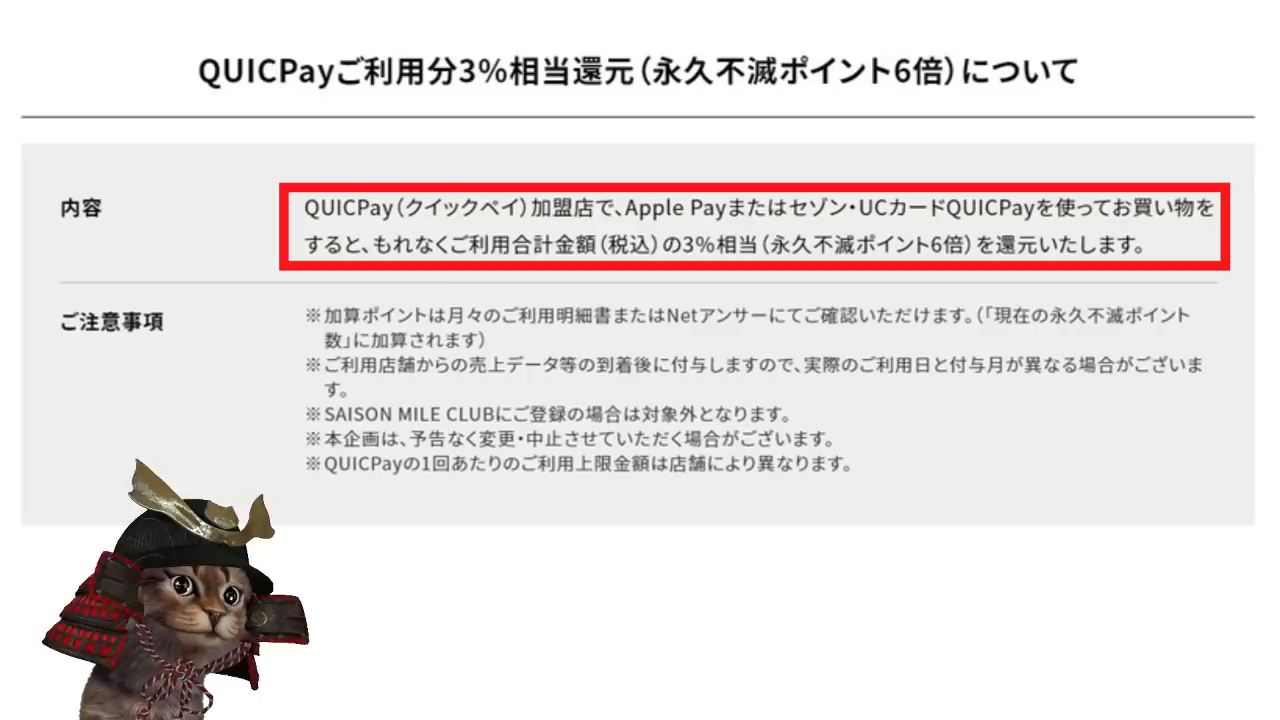 QUICPayご利用分3%相当還元（永久不滅ポイント6倍）について
内容
QUICPay（クイックペイ）加盟店で、Apple Payまたはセゾン・UCカードQUICPayを使ってお買い物を
すると、もれなくご利用合計金額（税込）の3%相当（永久不滅ポイント6倍）を還元いたします。
ご注意事項
※加算ポイントは月々のご利用明細書またはNetアンサーにてご確認いただけます。（「現在の永久不滅ポイント
数」に加算されます）
※ご利用店舗からの売上データ等の到着後に付与しますので、実際のご利用日と付与月が異なる場合がございま
す。
※SAISON MILE CLUBにご登録の場合は対象外となります。
※本企画は、予告なく変更・中止させていただく場合がございます。
※QUICPayの1回あたりのご利用上限金額は店舗により異なります。